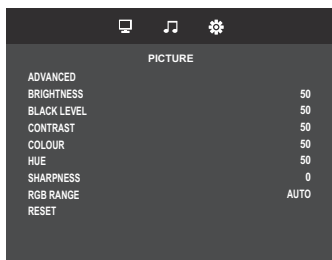 PICTURE
ADVANCED
BRIGHTNESS 50
BLACK LEVEL 50
CONTRAST 50
COLOUR 50
HUE 50
SHARPNESS 0
RGB RANGE AUTO
RESET